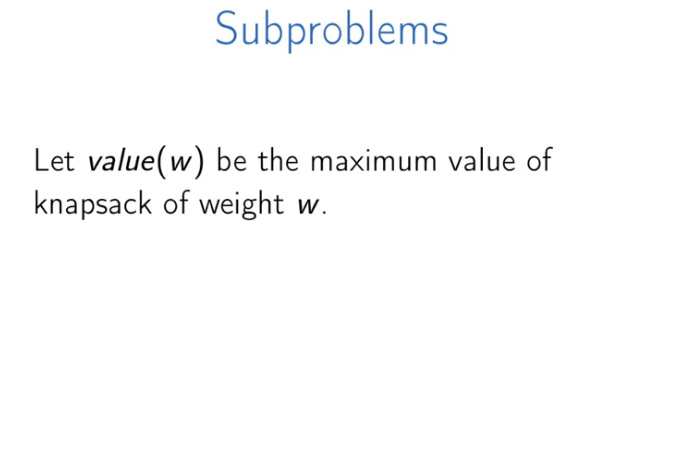 Subproblems
Let value(w) be the maximum value of
knapsack of weight w.